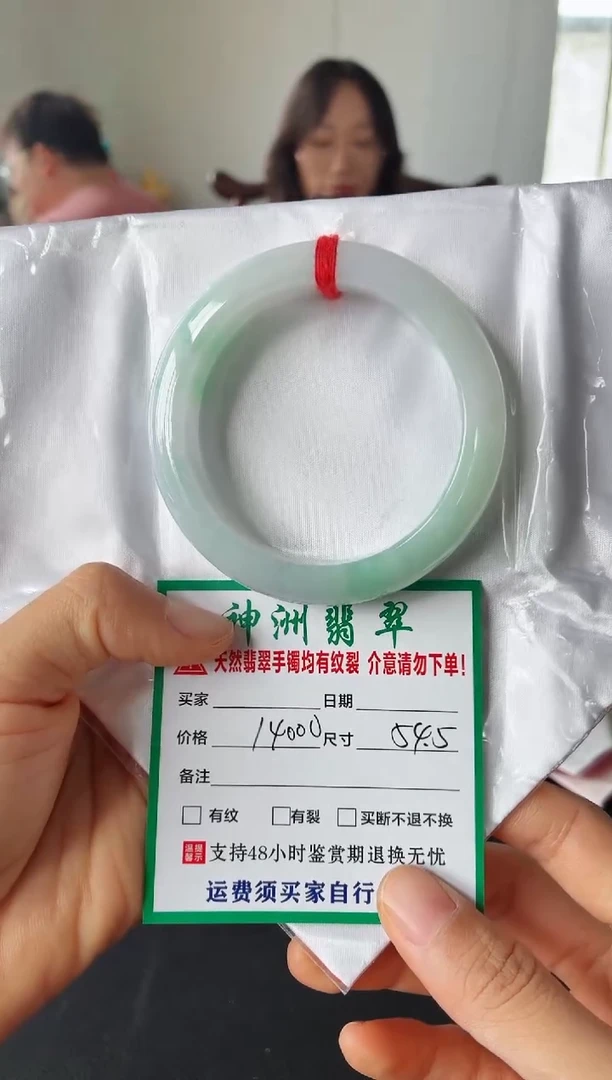 神洲翡翠
天然翡翠手镯均有纹裂 介意请勿下单!
买家 日期
价格 14000 尺寸 54.5
备注
有纹 有裂 买断不退不换
温馨提示 支持48小时鉴赏期退换无忧
运费须买家自行